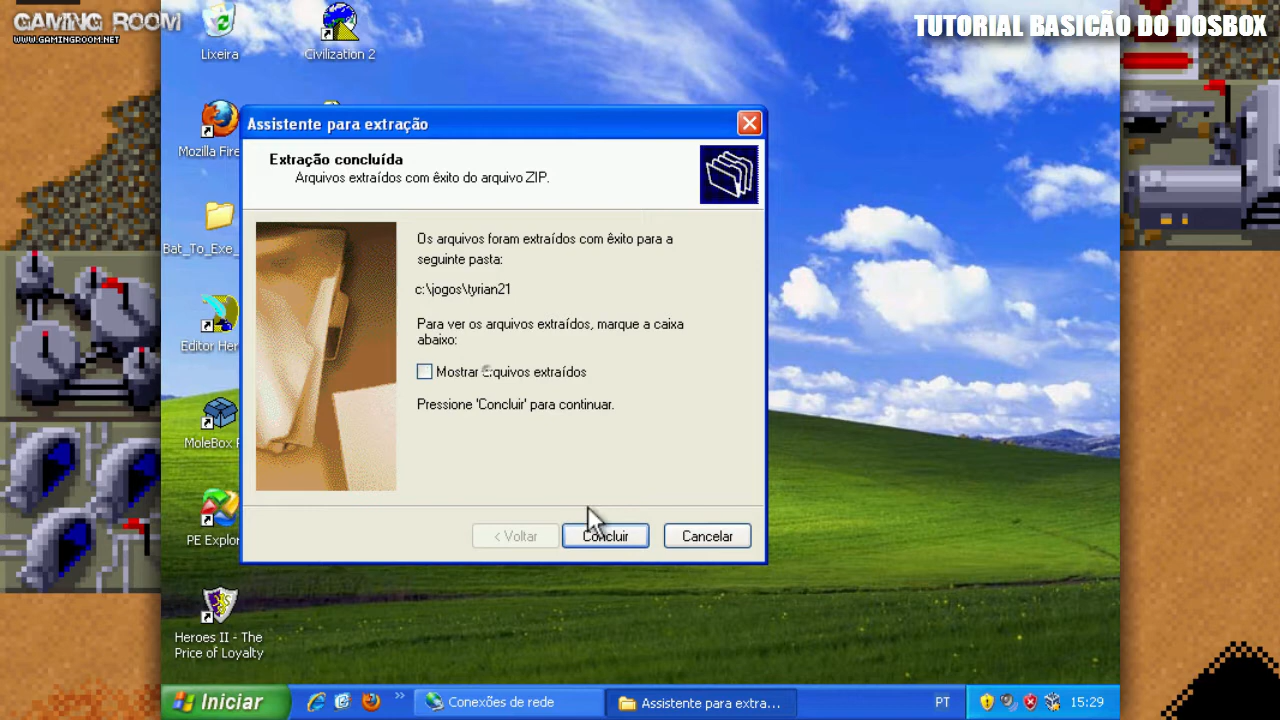 GAMING ROOM
WWW.GAMINGROOM.NET
TUTORIAL BASICÃO DO DOSBOX
Lixeira
Civilization 2
Mozilla Fire
Bat_To_Exe_
Editor Her
MoleBox
PE Explor
Heroes II - The
Price of Loyalty
Assistente para extração
Extração concluída
Arquivos extraídos com êxito do arquivo ZIP.
Os arquivos foram extraídos com êxito para a
seguinte pasta:
c:\jogos\tyrian21
Para ver os arquivos extraídos, marque a caixa
abaixo:
Mostrar arquivos extraídos
Pressione 'Concluir' para continuar.
< Voltar
Concluir
Cancelar
Iniciar
»
Conexões de rede
Assistente para extra...
PT
15:29